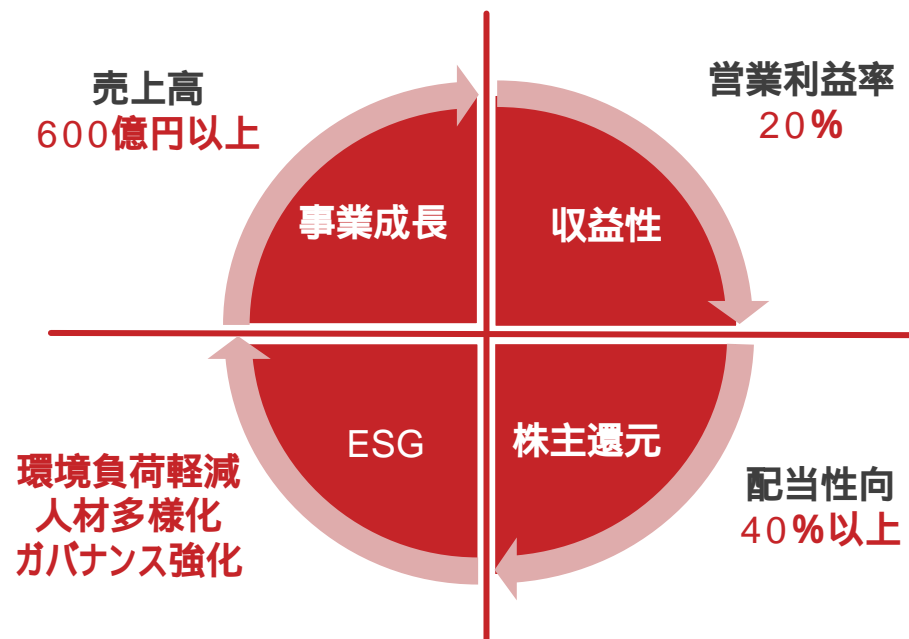 売上高
600億円以上
営業利益率
20%
事業成長
収益性
ESG
株主還元
環境負荷軽減
人材多様化
ガバナンス強化
配当性向
40%以上